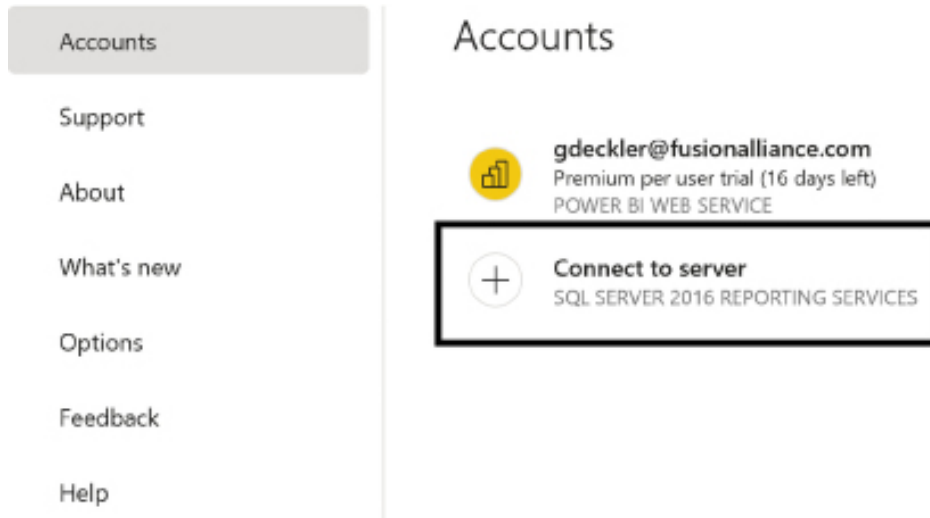 Accounts
Support
About
What's new
Options
Feedback
Help
Accounts
gdeckler@fusionalliance.com
Premium per user trial (16 days left)
POWER BI WEB SERVICE
Connect to server
SQL SERVER 2016 REPORTING SERVICES